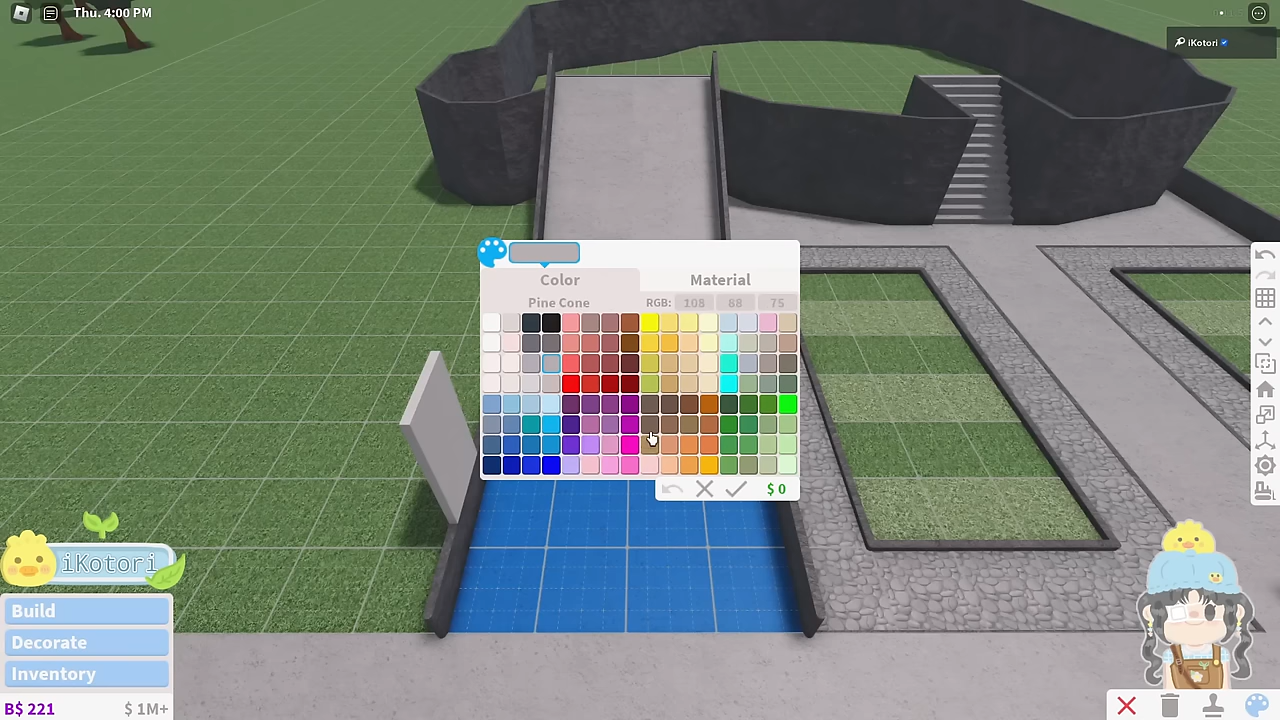 Thu. 4:00 PM
iKotori
Color
Material
Pine Cone
RGB: 108 88 75
$ 0
iKotori
Build
Decorate
Inventory
B$ 221
$ 1M+